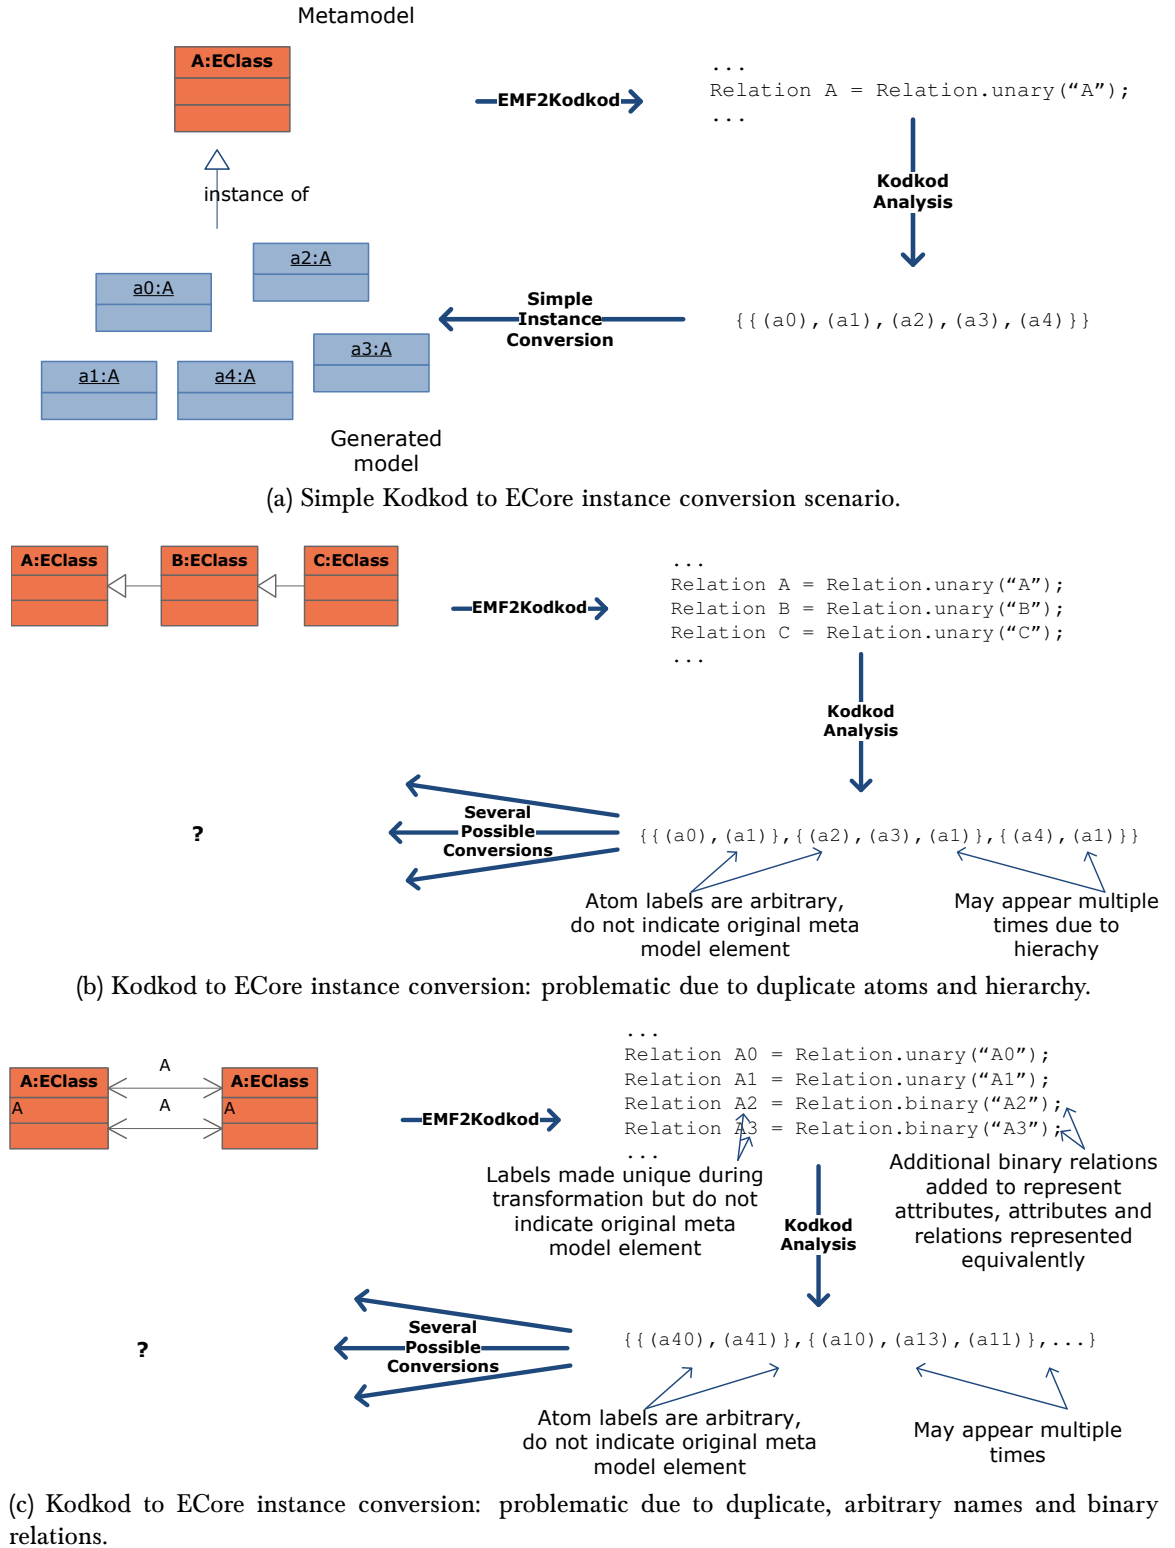 Metamodel
A:EClass
instance of
a2:A
a0:A
a3:A
a1:A
a4:A
Generated
model
EMF2Kodkod
...
Relation A = Relation.unary(“A”);
...
Kodkod
Analysis
Simple
Instance
Conversion
{{(a0),(a1),(a2),(a3),(a4)}}
(a) Simple Kodkod to ECore instance conversion scenario.
A:EClass
B:EClass
C:EClass
EMF2Kodkod
...
Relation A = Relation.unary(“A”);
Relation B = Relation.unary(“B”);
Relation C = Relation.unary(“C”);
...
Kodkod
Analysis
?
Several
Possible
Conversions
{{(a0),(a1)},{(a2),(a3),(a1)},{(a4),(a1)}}
Atom labels are arbitrary,
do not indicate original meta
model element
May appear multiple
times due to
hierachy
(b) Kodkod to ECore instance conversion: problematic due to duplicate atoms and hierarchy.
A:EClass
A
A
A
A:EClass
A
EMF2Kodkod
...
Relation A0 = Relation.unary(“A0”);
Relation A1 = Relation.unary(“A1”);
Relation A2 = Relation.binary(“A2”);
Relation A3 = Relation.binary(“A3”);
...
Labels made unique during
transformation but do not
indicate original meta
model element
Kodkod
Analysis
Additional binary relations
added to represent
attributes, attributes and
relations represented
equivalently
?
Several
Possible
Conversions
{{(a40),(a41)},{(a10),(a13),(a11)},...}
Atom labels are arbitrary,
do not indicate original meta
model element
May appear multiple
times
(c) Kodkod to ECore instance conversion: problematic due to duplicate, arbitrary names and binary
relations.